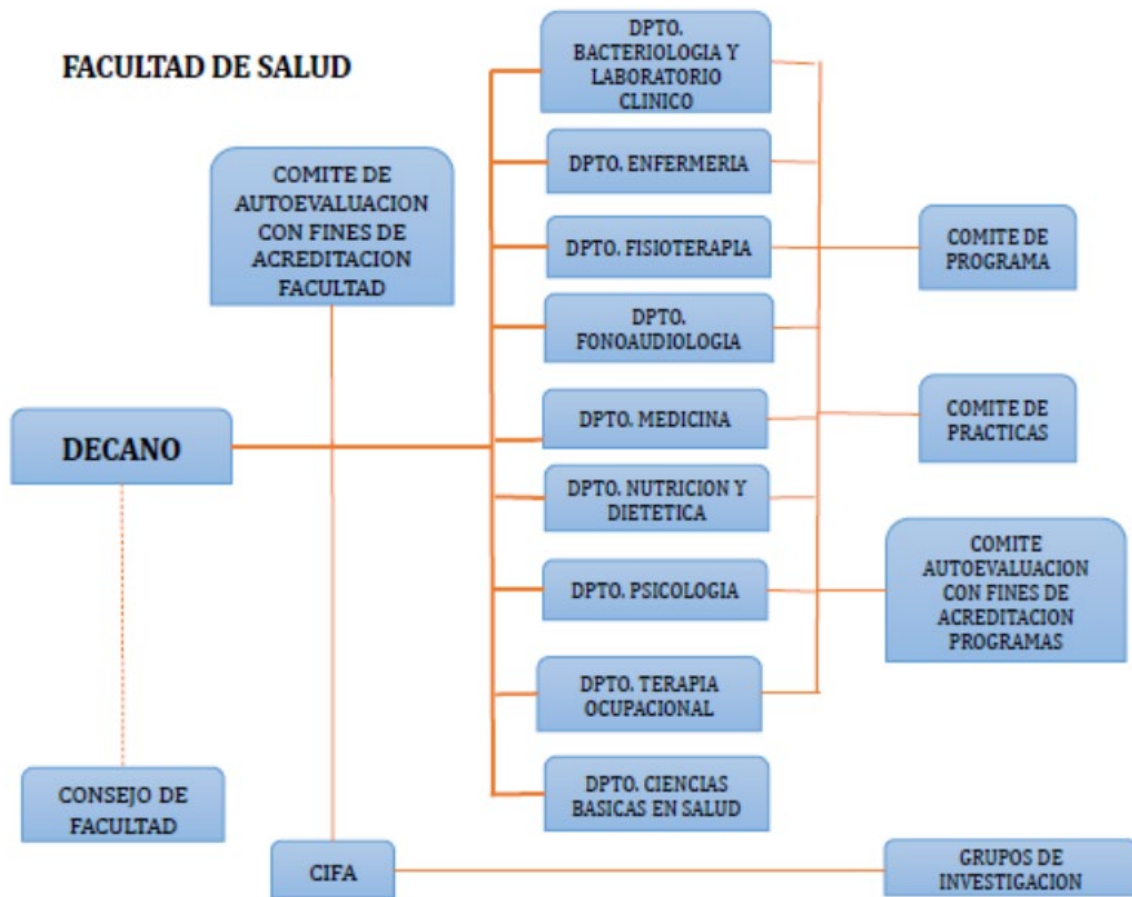 FACULTAD DE SALUD
DPTO.
BACTERIOLOGIA Y
LABORATORIO
CLINICO
COMITE DE
AUTOEVALUACION
CON FINES DE
ACREDITACION
FACULTAD
DPTO. ENFERMERIA
DPTO. FISIOTERAPIA
COMITE DE
PROGRAMA
DPTO.
FONOAUDIOLOGIA
DECANO
DPTO. MEDICINA
COMITE DE
PRACTICAS
DPTO. NUTRICION Y
DIETETICA
DPTO. PSICOLOGIA
COMITE
AUTOEVALUACION
CON FINES DE
ACREDITACION
PROGRAMAS
DPTO. TERAPIA
OCUPACIONAL
CONSEJO DE
FACULTAD
DPTO. CIENCIAS
BASICAS EN SALUD
CIFA
GRUPOS DE
INVESTIGACION